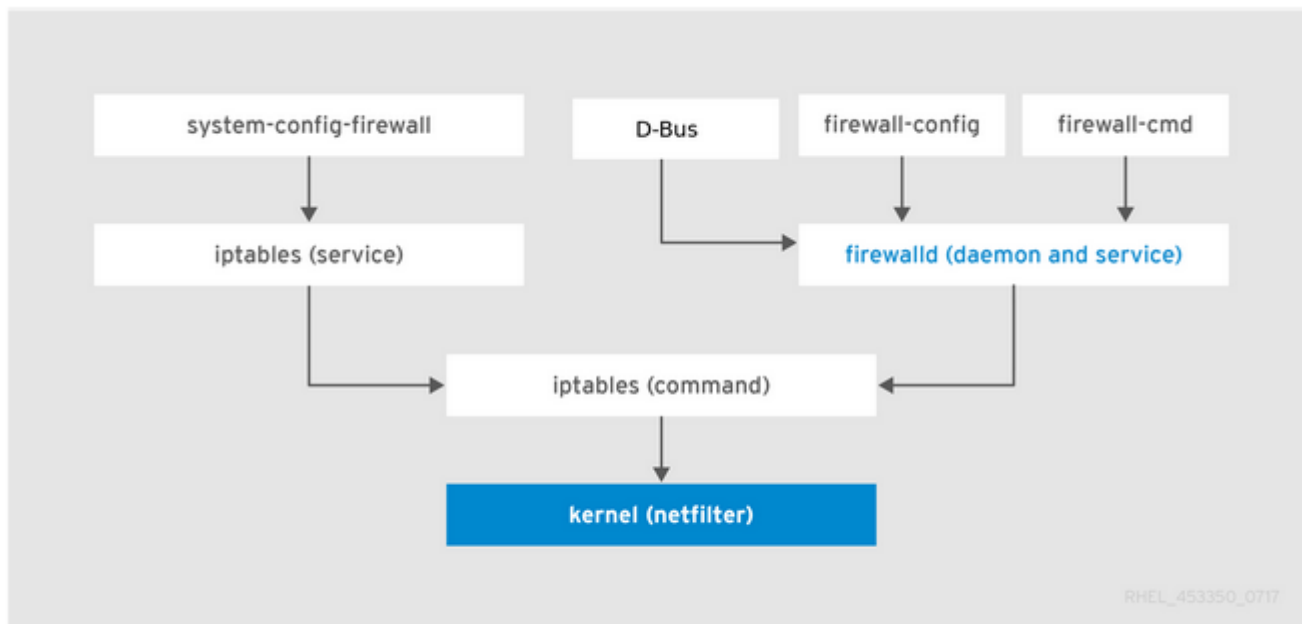 system-config-firewall
D-Bus
firewall-config
firewall-cmd
iptables (service)
firewalld (daemon and service)
iptables (command)
kernel (netfilter)
RHEL_453350_0717